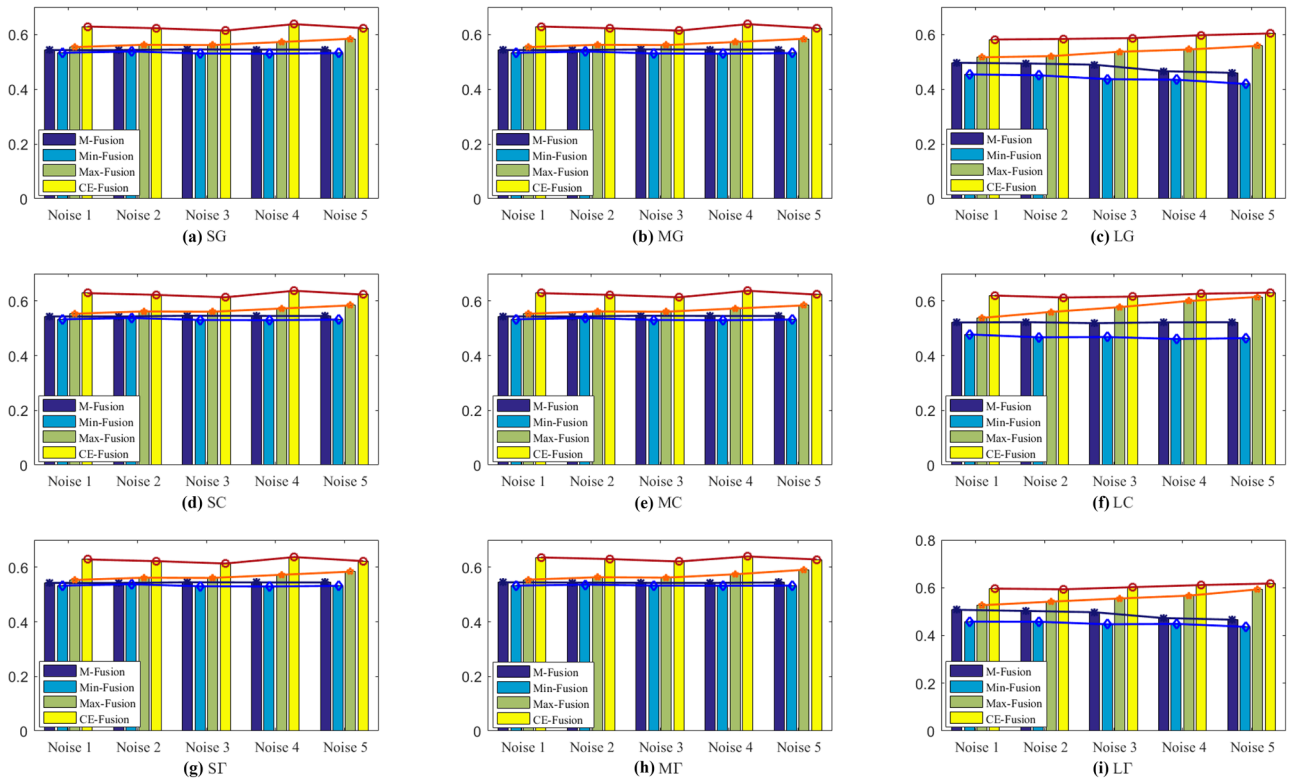 0.6
0.4
0.2
0
M-Fusion
Min-Fusion
Max-Fusion
CE-Fusion
Noise 1 Noise 2 Noise 3 Noise 4 Noise 5
(a) SG
0.6
0.4
0.2
0
M-Fusion
Min-Fusion
Max-Fusion
CE-Fusion
Noise 1 Noise 2 Noise 3 Noise 4 Noise 5
(b) MG
0.6
0.4
0.2
0
M-Fusion
Min-Fusion
Max-Fusion
CE-Fusion
Noise 1 Noise 2 Noise 3 Noise 4 Noise 5
(c) LG
0.6
0.4
0.2
0
M-Fusion
Min-Fusion
Max-Fusion
CE-Fusion
Noise 1 Noise 2 Noise 3 Noise 4 Noise 5
(d) SC
0.6
0.4
0.2
0
M-Fusion
Min-Fusion
Max-Fusion
CE-Fusion
Noise 1 Noise 2 Noise 3 Noise 4 Noise 5
(e) MC
0.6
0.4
0.2
0
M-Fusion
Min-Fusion
Max-Fusion
CE-Fusion
Noise 1 Noise 2 Noise 3 Noise 4 Noise 5
(f) LC
0.6
0.4
0.2
0
M-Fusion
Min-Fusion
Max-Fusion
CE-Fusion
Noise 1 Noise 2 Noise 3 Noise 4 Noise 5
(g) SΓ
0.6
0.4
0.2
0
M-Fusion
Min-Fusion
Max-Fusion
CE-Fusion
Noise 1 Noise 2 Noise 3 Noise 4 Noise 5
(h) MΓ
0.8
0.6
0.4
0.2
0
M-Fusion
Min-Fusion
Max-Fusion
CE-Fusion
Noise 1 Noise 2 Noise 3 Noise 4 Noise 5
(i) LΓ